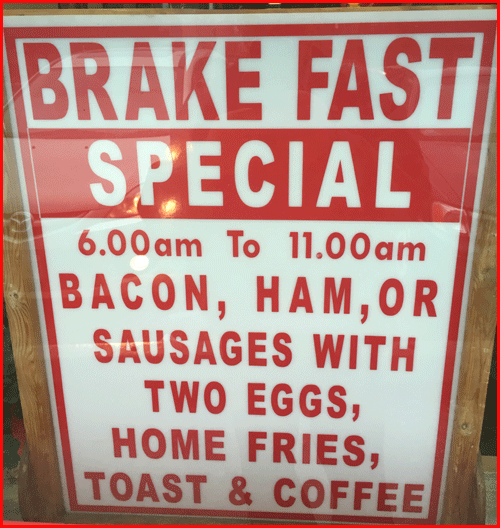 BRAKE FAST
SPECIAL
6.00am To 11.00am
BACON, HAM,OR
SAUSAGES WITH
TWO EGGS,
HOME FRIES,
TOAST & COFFEE